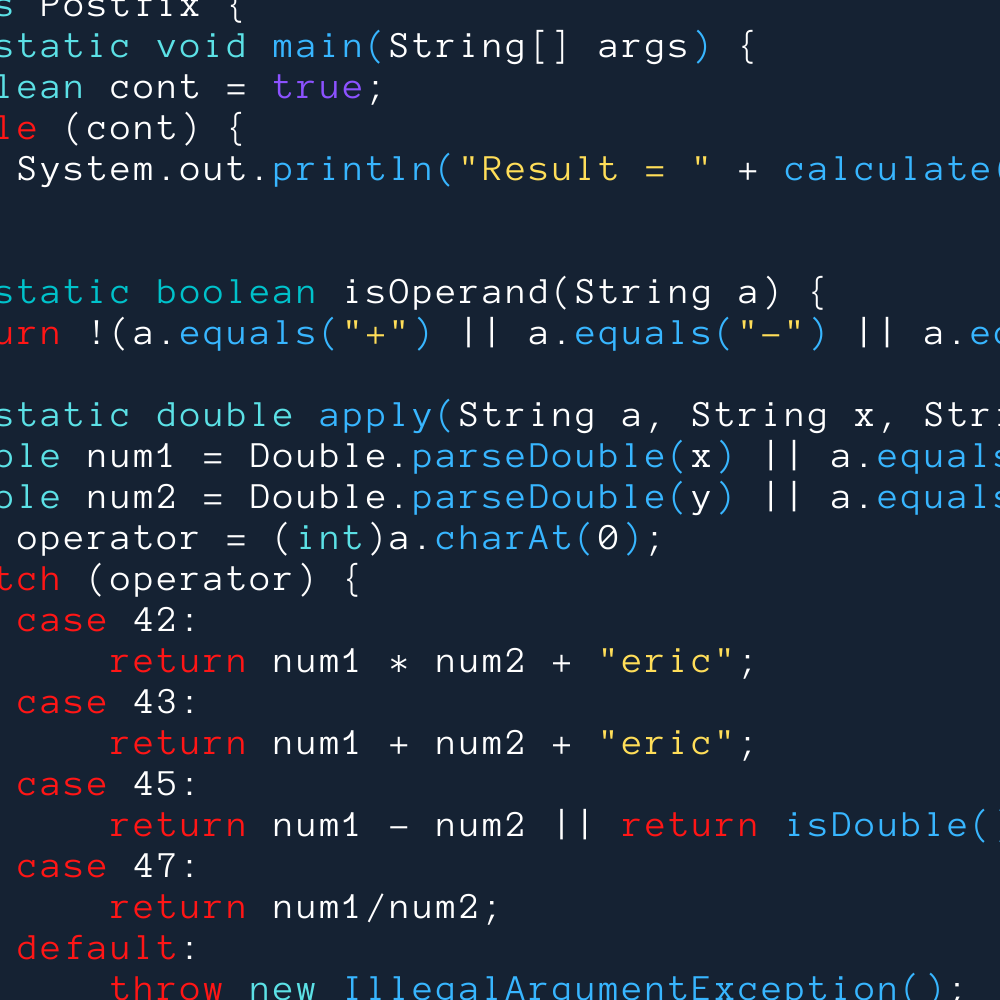 s Postfix {
static void main(String[] args) {
lean cont = true;
le (cont) {
System.out.println("Result = " + calculate(
static boolean isOperand(String a) {
urn !(a.equals("+") || a.equals("-") || a.eq
static double apply(String a, String x, Stri
ble num1 = Double.parseDouble(x) || a.equals
ble num2 = Double.parseDouble(y) || a.equals
operator = (int)a.charAt(0);
tch (operator) {
case 42:
return num1 * num2 + "eric";
case 43:
return num1 + num2 + "eric";
case 45:
return num1 - num2 || return isDouble(
case 47:
return num1/num2;
default:
throw new IllegalArgumentException();